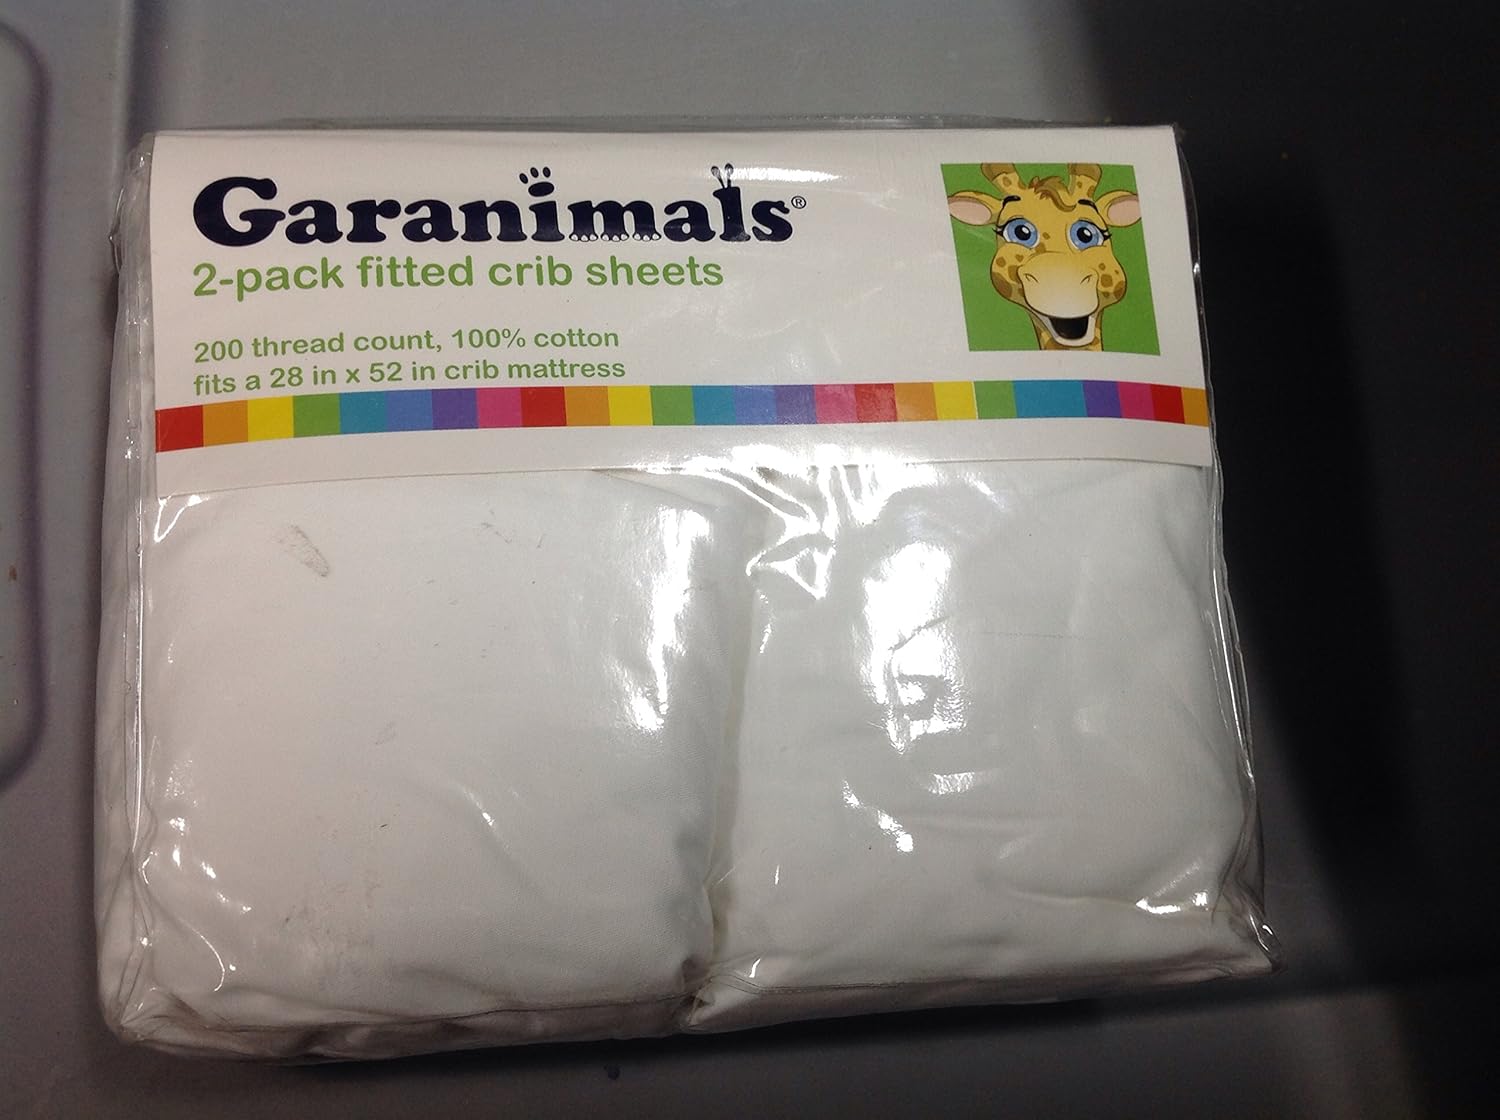 Garanimals®
2-pack fitted crib sheets
200 thread count, 100% cotton
fits a 28 in x 52 in crib mattress